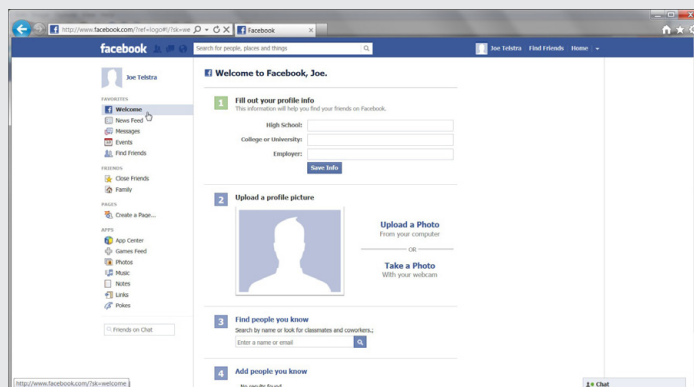 http://www.facebook.com/?ref=logo#!/?sk=we
Facebook
facebook
Search for people, places and things
Joe Telstra Find Friends Home
Joe Telstra
FAVORITES
Welcome
News Feed
Messages
Events
Find Friends
FRIENDS
Close Friends
Family
PAGES
Create a Page...
APPS
App Center
Games Feed
Photos
Music
Notes
Links
Pokes
Friends on Chat
Welcome to Facebook, Joe.
1 Fill out your profile info
This information will help you find your friends on Facebook.
High School:
College or University:
Employer:
Save Info
2 Upload a profile picture
Upload a Photo
From your computer
OR
Take a Photo
With your webcam
3 Find people you know
Search by name or look for classmates and coworkers.;
Enter a name or email
4 Add people you know
No results found
http://www.facebook.com/?sk=welcome
Chat